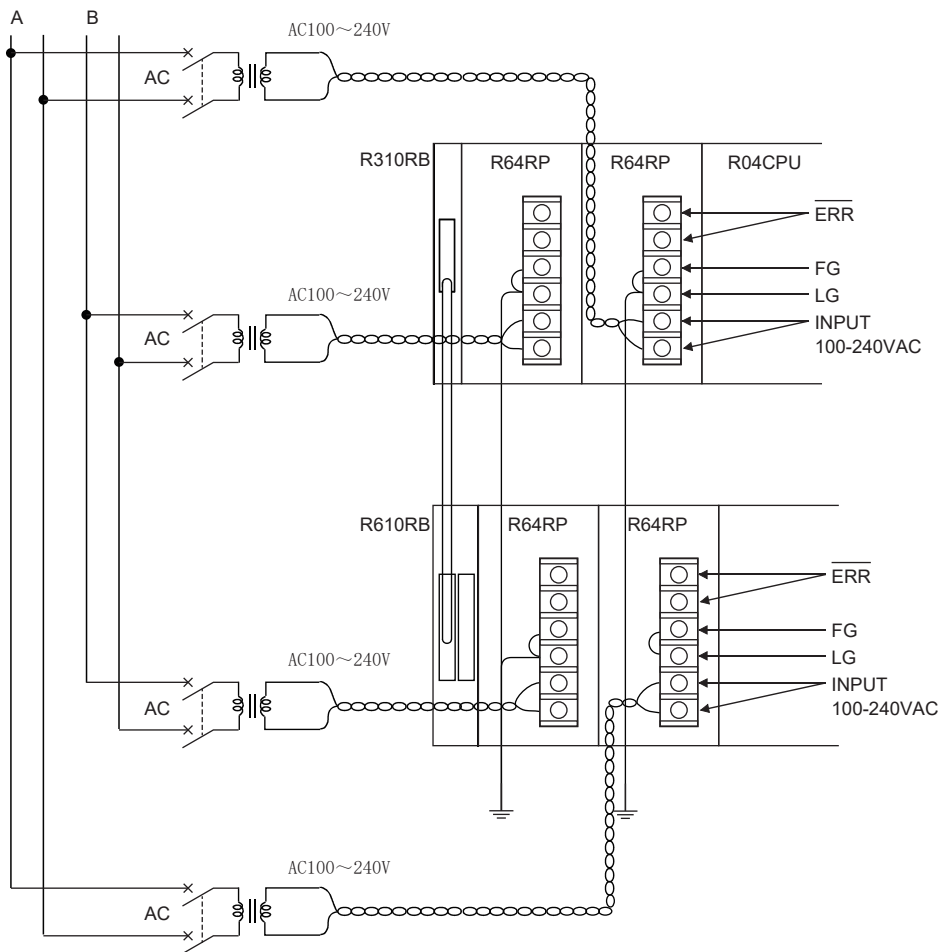 A B
AC100～240V
AC
R310RB R64RP R64RP R04CPU
ERR
FG
LG
INPUT
100-240VAC
AC100～240V
AC
R610RB R64RP R64RP
ERR
FG
LG
INPUT
100-240VAC
AC100～240V
AC
AC100～240V
AC